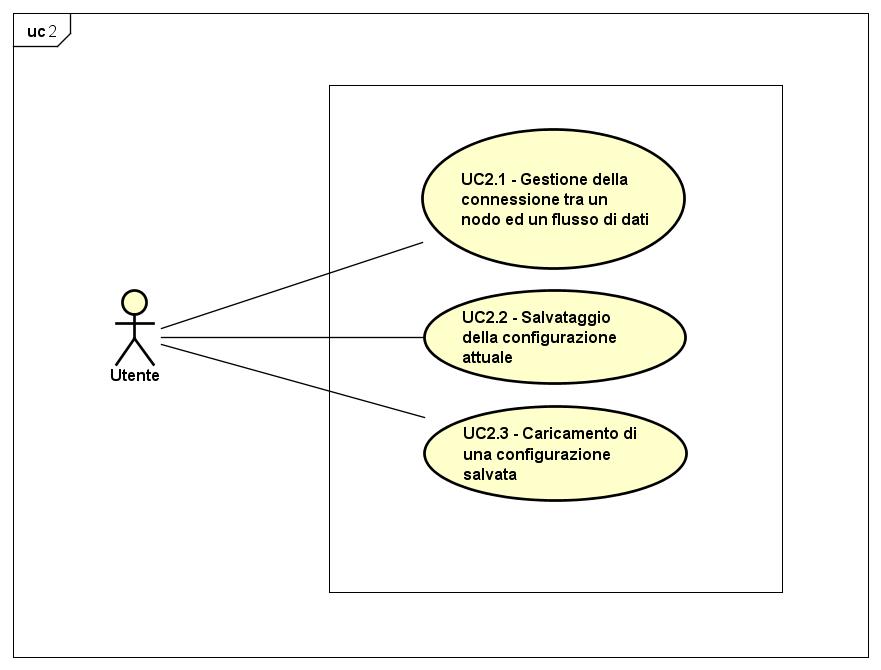 uc 2
UC2.1 - Gestione della
connessione tra un
nodo ed un flusso di dati
UC2.2 - Salvataggio
della configurazione
attuale
Utente
UC2.3 - Caricamento di
una configurazione
salvata